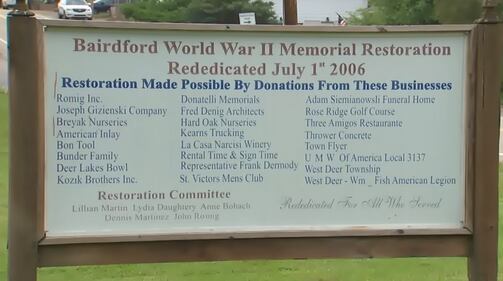 Bairdford World War II Memorial Restoration
Rededicated July 1st 2006
Restoration Made Possible By Donations From These Businesses
Romig Inc.
Joseph Gizienski Company
Breyak Nurseries
American Inlay
Bon Tool
Bunder Family
Deer Lakes Bowl
Kozik Brothers Inc.
Donatelli Memorials
Fred Denig Architects
Hard Oak Nurseries
Kearns Trucking
La Casa Narcisi Winery
Rental Time & Sign Time
Representative Frank Dermody
St. Victors Mens Club
Adam Siemianowsli Funeral Home
Rose Ridge Golf Course
Three Amigos Restaurante
Thrower Concrete
Town Flyer
U M W Of America Local 3137
West Deer Township
West Deer - Wm _ Fish American Legion
Restoration Committee
Lillian Martin Lydia Daughtery Anne Bobach
Dennis Martinez John Romig
Rededicated For All Who Served